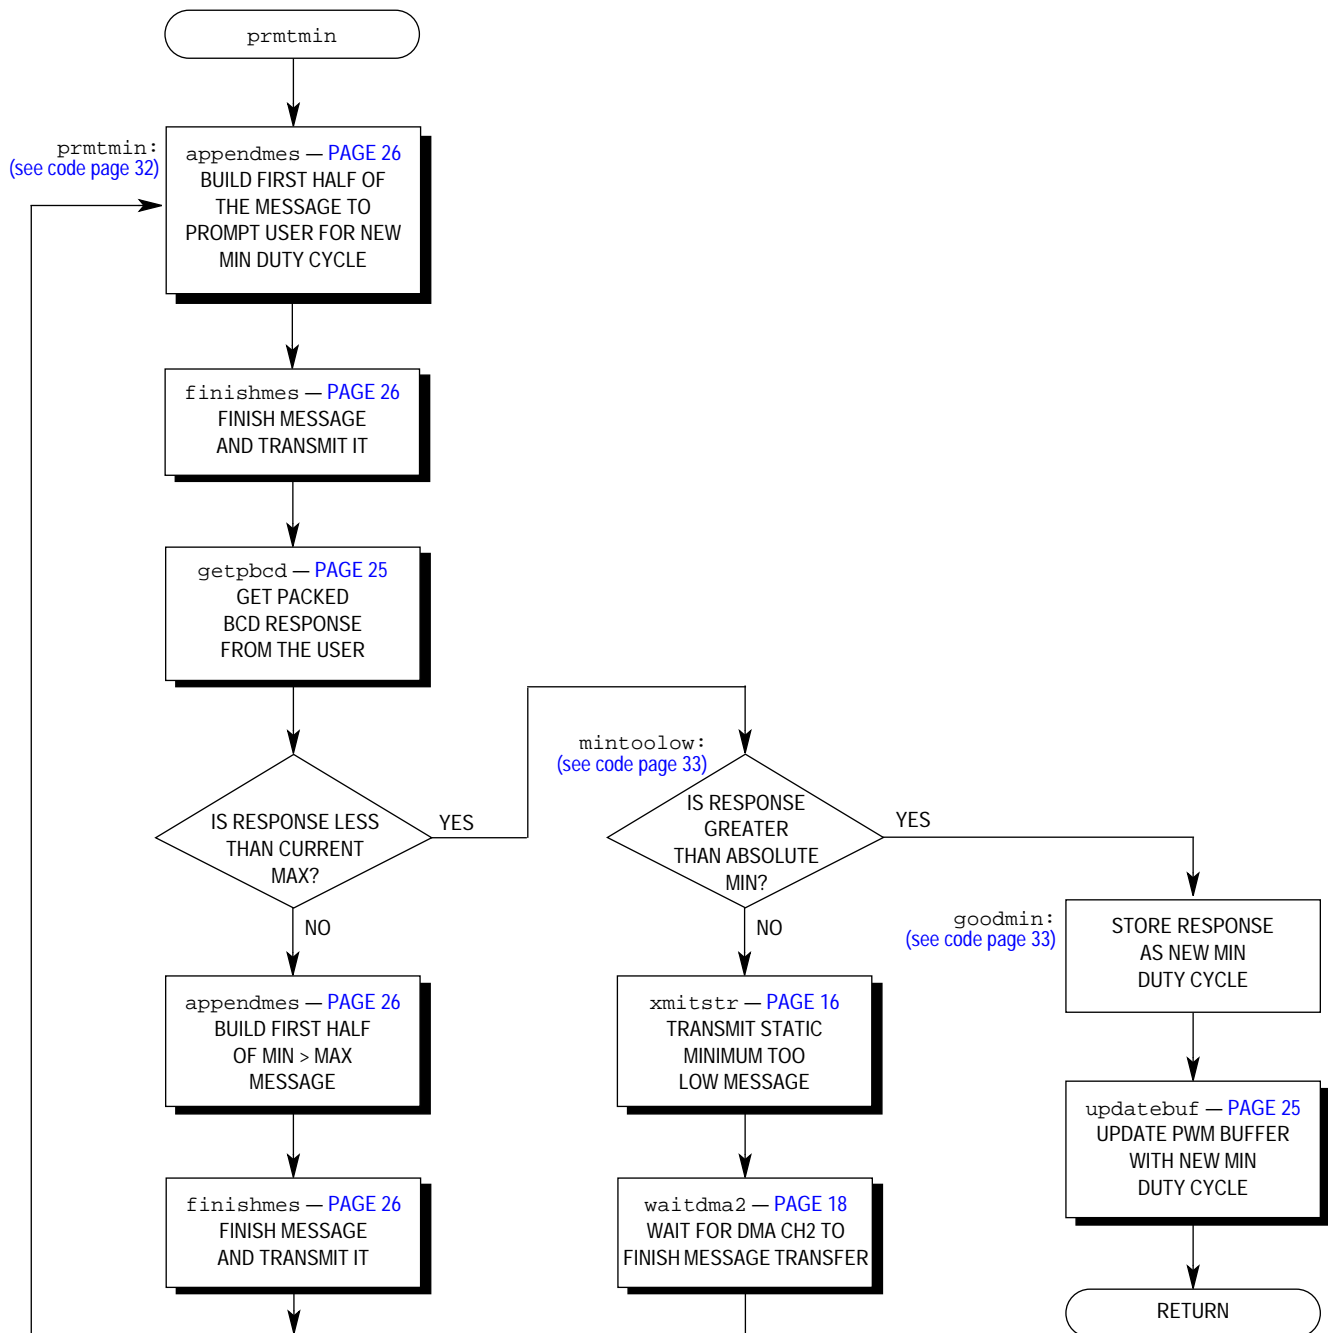 prmtmin
prmtmin:
(see code page 32)
appendmes — PAGE 26
BUILD FIRST HALF OF
THE MESSAGE TO
PROMPT USER FOR NEW
MIN DUTY CYCLE
finishmes — PAGE 26
FINISH MESSAGE
AND TRANSMIT IT
getpbcd — PAGE 25
GET PACKED
BCD RESPONSE
FROM THE USER
IS RESPONSE LESS
THAN CURRENT
MAX?
YES
NO
appendmes — PAGE 26
BUILD FIRST HALF
OF MIN > MAX
MESSAGE
finishmes — PAGE 26
FINISH MESSAGE
AND TRANSMIT IT
mintoolow:
(see code page 33)
IS RESPONSE
GREATER
THAN ABSOLUTE
MIN?
YES
NO
xmitstr — PAGE 16
TRANSMIT STATIC
MINIMUM TOO
LOW MESSAGE
waitdma2 — PAGE 18
WAIT FOR DMA CH2 TO
FINISH MESSAGE TRANSFER
goodmin:
(see code page 33)
STORE RESPONSE
AS NEW MIN
DUTY CYCLE
updatebuf — PAGE 25
UPDATE PWM BUFFER
WITH NEW MIN
DUTY CYCLE
RETURN